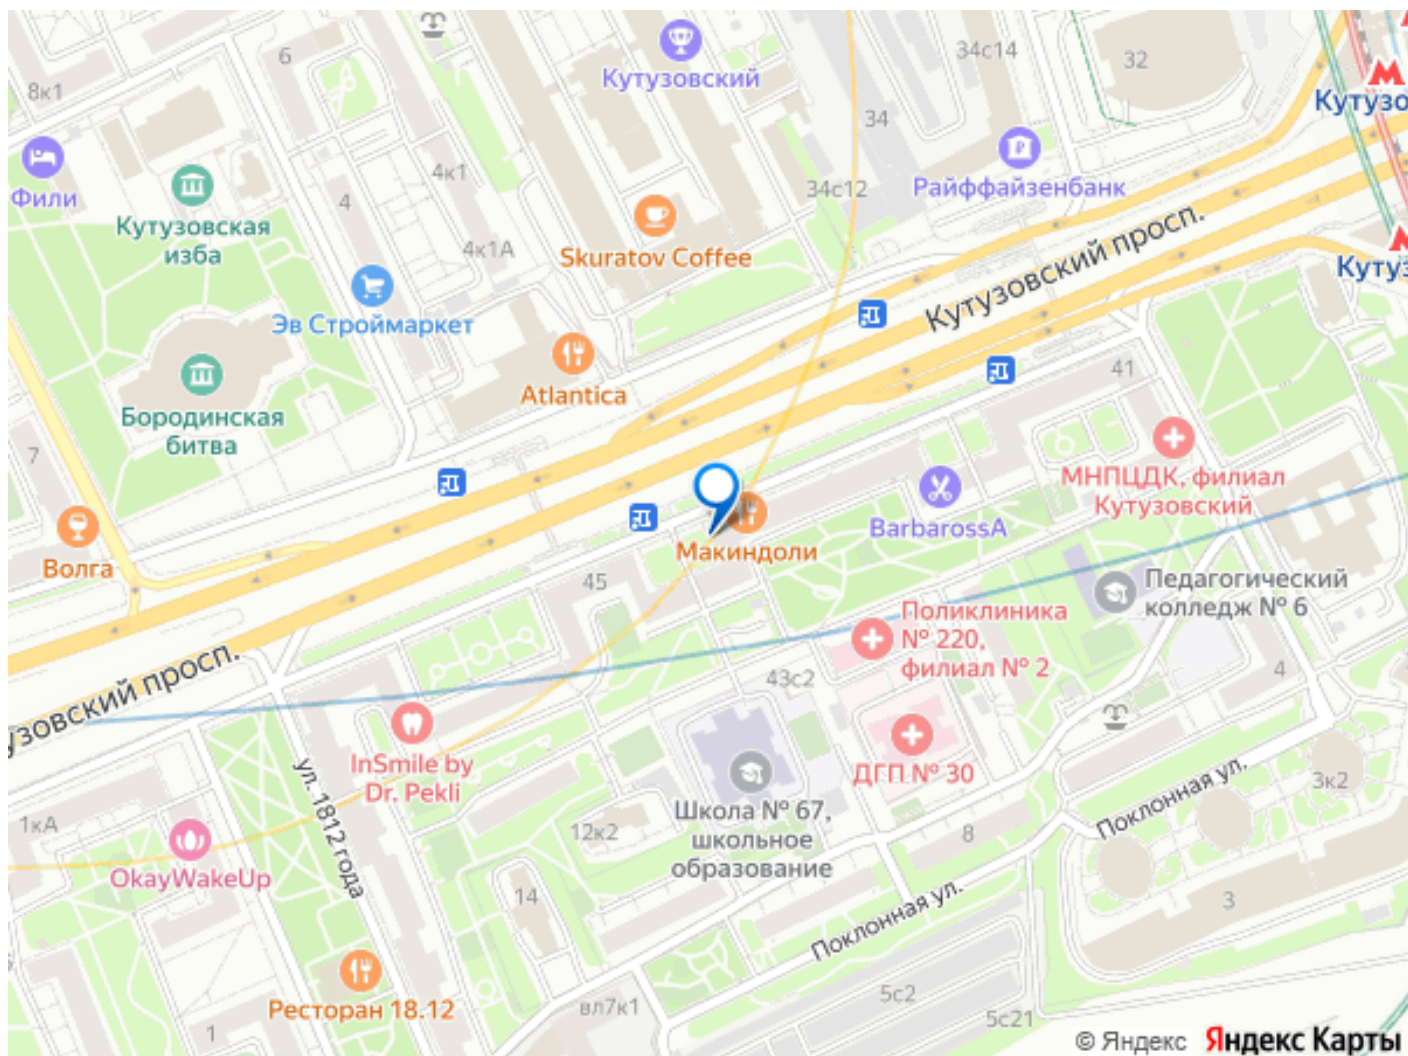 6
8к1
Кутузовский
34с14
32
Кутузо
34
Фили
Кутузовская
изба
4к1
4
34с12
Райффайзенбанк
4к1А
Skuratov Coffee
Кутузовский просп.
Кутуз
Эв Строймаркет
Atlantica
41
Бородинская
битва
7
МНПЦДК, филиал
Кутузовский
BarbarossA
Волга
Макиндоли
45
Педагогический
колледж № 6
Поликлиника
№ 220,
филиал № 2
43с2
4
узовский просп.
InSmile by
Dr. Pekli
ДГП № 30
3к2
Поклонная ул.
ул. 1812 года
Школа № 67,
школьное
образование
1кА
12к2
8
OkayWakeUp
14
3
Поклонная ул.
Ресторан 18.12
1
вл7к1
5с2
5с21
© Яндекс Яндекс Карты